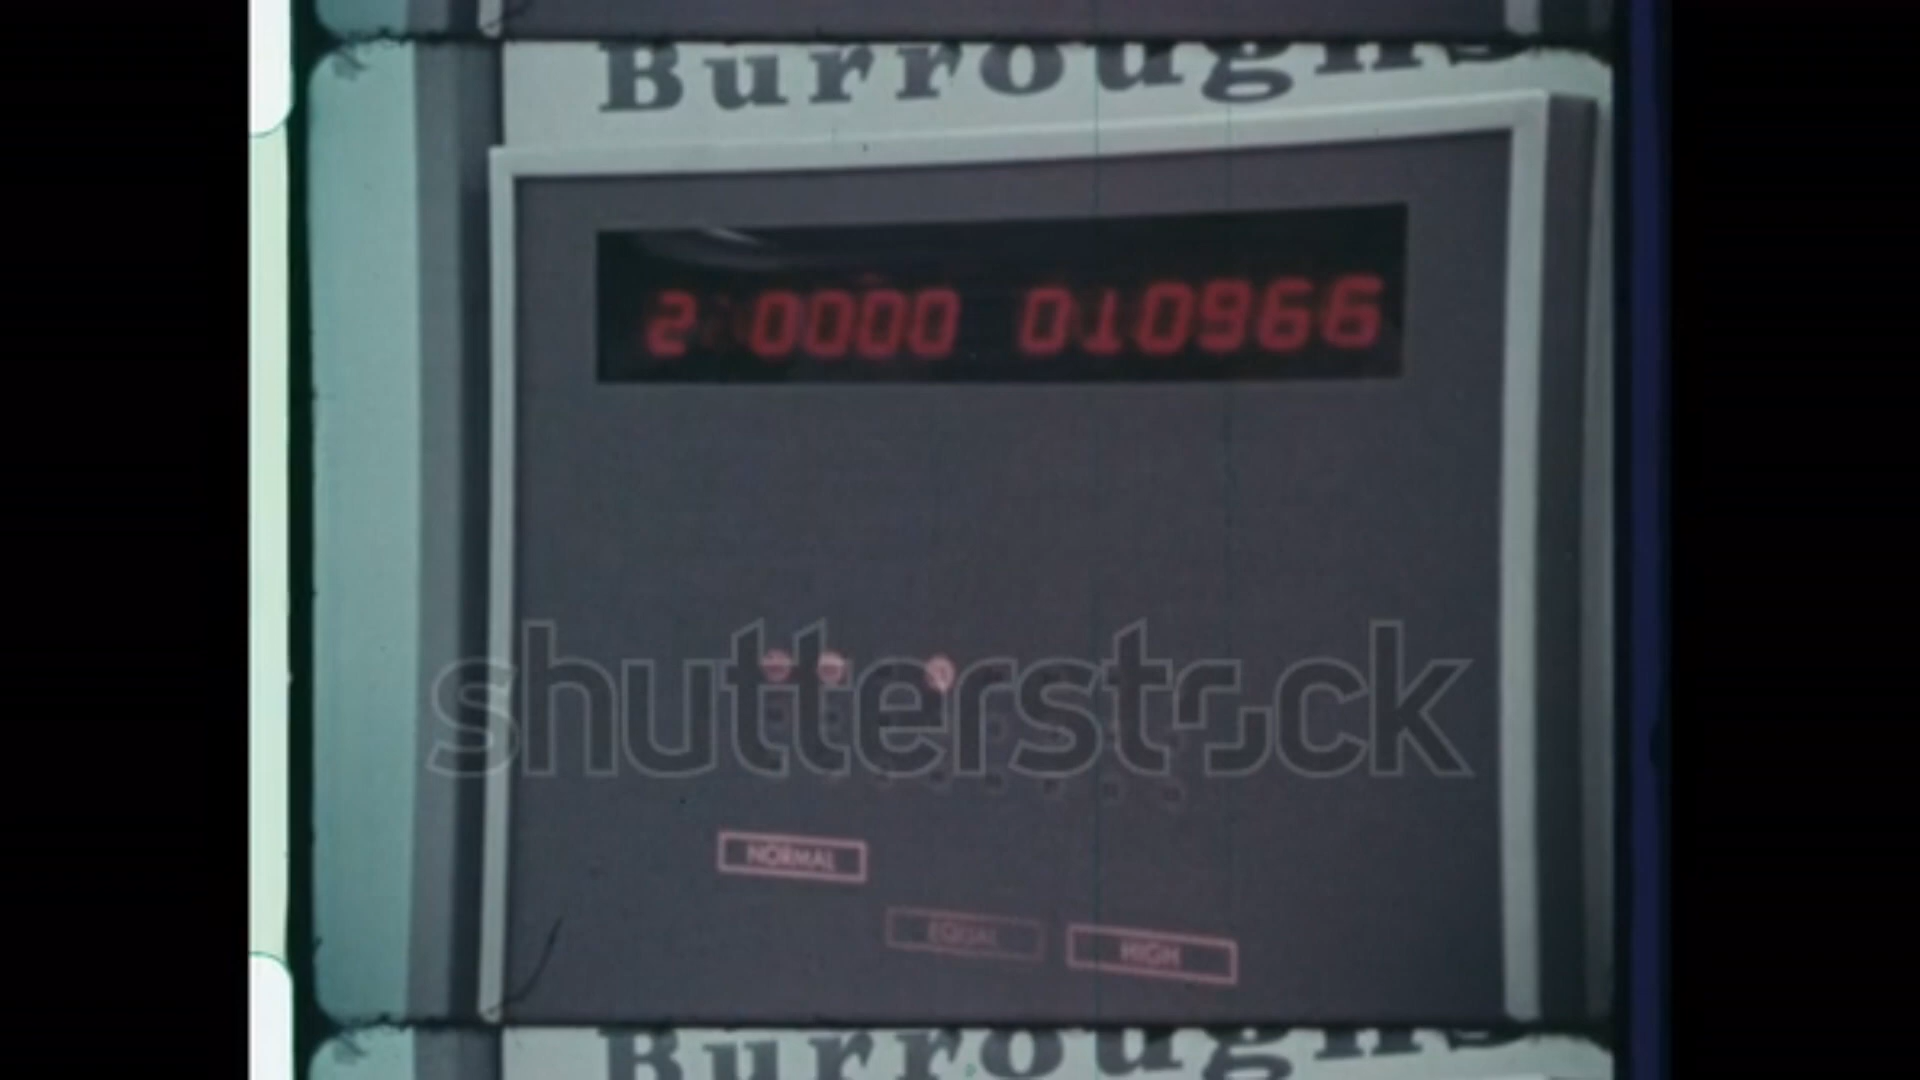 Burroughs
2 0000 010966
shutterstock
NORMAL
EQUAL HIGH
Burroughs